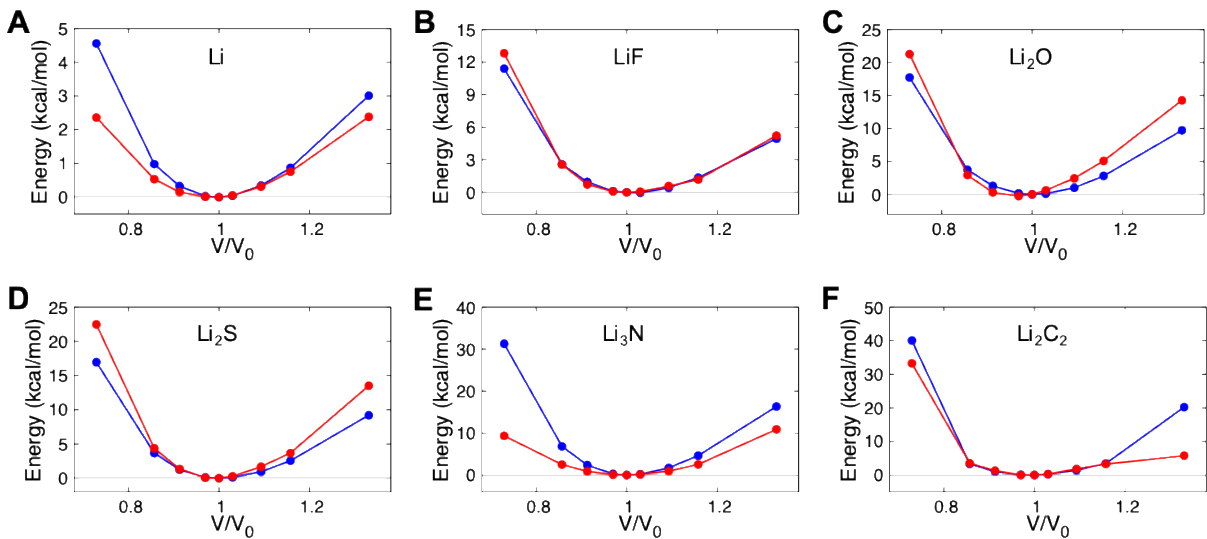 A
Li
Energy (kcal/mol)
5
4
3
2
1
0
0.8
1
1.2
V/V₀
B
LiF
Energy (kcal/mol)
15
12
9
6
3
0
0.8
1
1.2
V/V₀
C
Li₂O
Energy (kcal/mol)
25
20
15
10
5
0
0.8
1
1.2
V/V₀
D
Li₂S
Energy (kcal/mol)
25
20
15
10
5
0
0.8
1
1.2
V/V₀
E
Li₃N
Energy (kcal/mol)
40
30
20
10
0
0.8
1
1.2
V/V₀
F
Li₂C₂
Energy (kcal/mol)
50
40
30
20
10
0
0.8
1
1.2
V/V₀